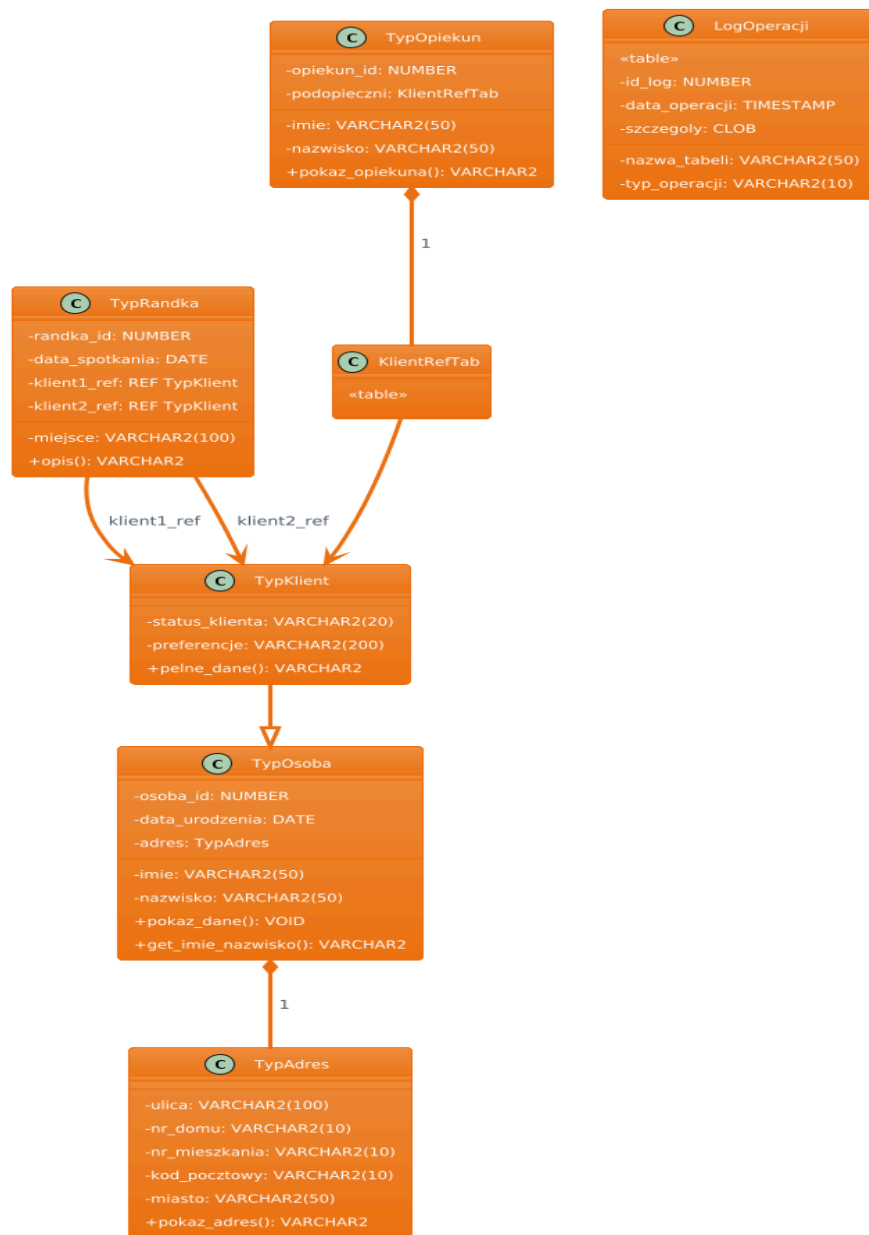 C TypOpiekun
-opiekun_id: NUMBER
-podopieczni: KlientRefTab
-imie: VARCHAR2(50)
-nazwisko: VARCHAR2(50)
+pokaz_opiekuna(): VARCHAR2
C LogOperacji
«table»
-id_log: NUMBER
-data_operacji: TIMESTAMP
-szczegoly: CLOB
-nazwa_tabeli: VARCHAR2(50)
-typ_operacji: VARCHAR2(10)
1
C TypRandka
-randka_id: NUMBER
-data_spotkania: DATE
-klient1_ref: REF TypKlient
-klient2_ref: REF TypKlient
-miejsce: VARCHAR2(100)
+opis(): VARCHAR2
C KlientRefTab
«table»
klient1_ref
klient2_ref
C TypKlient
-status_klienta: VARCHAR2(20)
-preferencje: VARCHAR2(200)
+pelne_dane(): VARCHAR2
C TypOsoba
-osoba_id: NUMBER
-data_urodzenia: DATE
-adres: TypAdres
-imie: VARCHAR2(50)
-nazwisko: VARCHAR2(50)
+pokaz_dane(): VOID
+get_imie_nazwisko(): VARCHAR2
1
C TypAdres
-ulica: VARCHAR2(100)
-nr_domu: VARCHAR2(10)
-nr_mieszkania: VARCHAR2(10)
-kod_pocztowy: VARCHAR2(10)
-miasto: VARCHAR2(50)
+pokaz_adres(): VARCHAR2